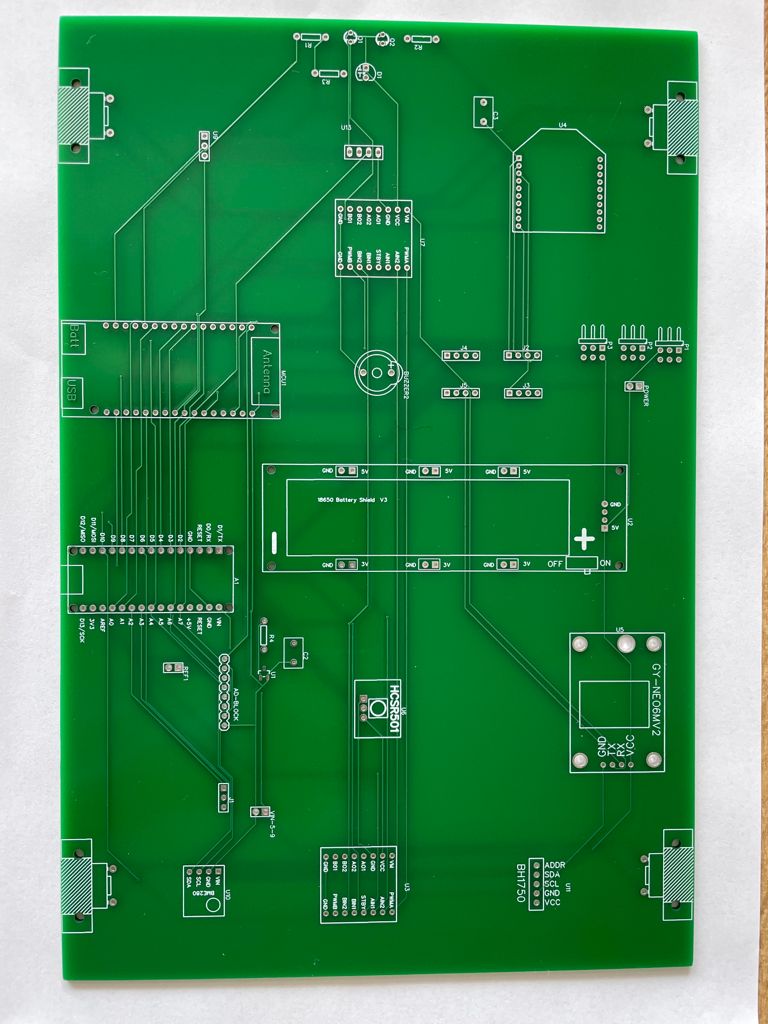 R1
Q1
Q2
R2
R3
D1
U13
U9
C3
U4
GND BO1 BO2 AO2 AO1 GND VCC VM
U7
GND PWMB BIN2 BIN1 STBY AIN1 AIN2 PWMA
Batt
USB
Antenna
MCU1
BUZZER2
J4
J2
J5
J3
P3
P2
P1
POWER
GND 5V
GND 5V
GND 5V
18650 Battery Shield V3
GND
5V
U2
GND 3V
GND 3V
GND 3V
OFF ON
D12/MISO D11/MOSI D10 D9 D8 D7 D6 D5 D4 D3 D2 GND RESET D0/RX D1/TX
A1
D13/SCK 3V3 AREF A0 A1 A2 A3 A4 A5 A6 A7 +5V RESET GND VIN
R4
C2
U1
REF1
AD-BLOCK
HCSR501
U6
U5
GY-NEO6MV2
GND
TX
RX
VCC
J1
VIN-5-9
SDA SCL GND VIN
BME280
U10
GND BO1 BO2 AO2 AO1 GND VCC VM
U3
GND PWMB BIN2 BIN1 STBY AIN1 AIN2 PWMA
BH1750
ADDR
SDA
SCL
GND
VCC
U11